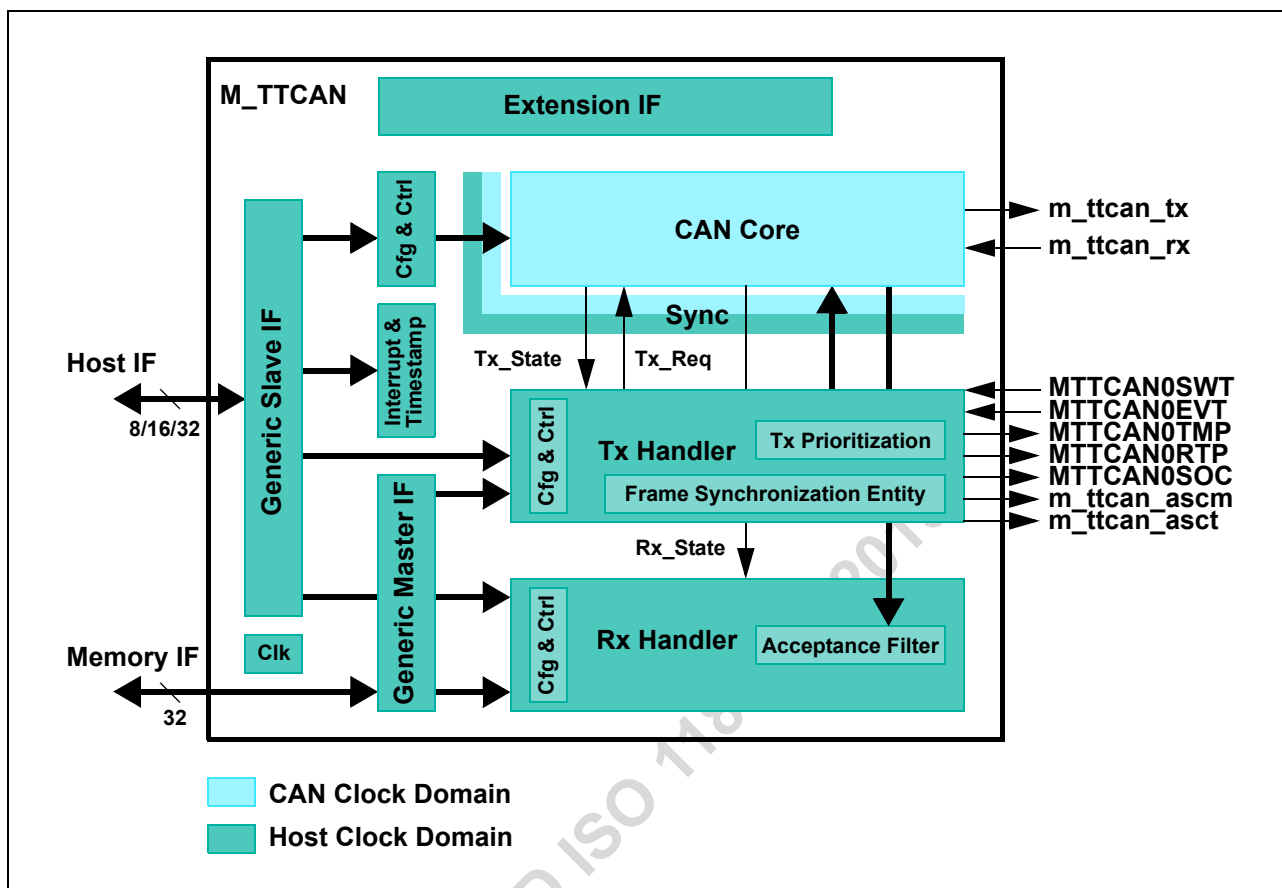 M_TTCAN
Extension IF
Generic Slave IF
Cfg & Ctrl
CAN Core
m_ttcan_tx
m_ttcan_rx
Sync
Interrupt &
Timestamp
Host IF
8/16/32
Tx_State
Tx_Req
MTTCAN0SWT
MTTCAN0EVT
MTTCAN0TMP
MTTCAN0RTP
MTTCAN0SOC
m_ttcan_ascm
m_ttcan_asct
Cfg & Ctrl
Tx Handler
Tx Prioritization
Frame Synchronization Entity
Generic Master IF
Rx_State
Cfg & Ctrl
Rx Handler
Acceptance Filter
Clk
Memory IF
32
CAN Clock Domain
Host Clock Domain